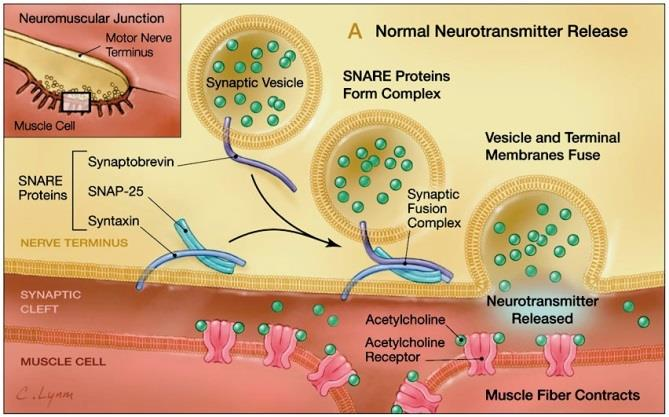 Neuromuscular Junction
Motor Nerve
Terminus
Muscle Cell
A Normal Neurotransmitter Release
Synaptic Vesicle
SNARE Proteins
Form Complex
Vesicle and Terminal
Membranes Fuse
SNARE
Proteins
Synaptobrevin
SNAP-25
Syntaxin
Synaptic
Fusion
Complex
NERVE TERMINUS
SYNAPTIC
CLEFT
MUSCLE CELL
Neurotransmitter
Released
Acetylcholine
Acetylcholine
Receptor
Muscle Fiber Contracts
C. Lynm